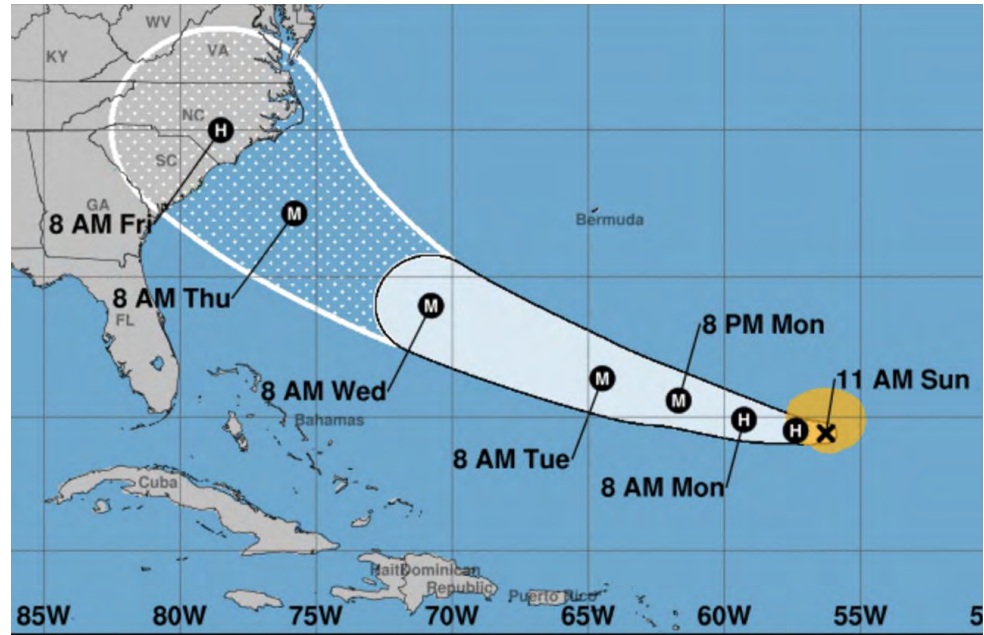 WV
DE
KY
VA
NC
SC
GA
8 AM Fri
Bermuda
8 AM Thu
FL
8 PM Mon
8 AM Wed
11 AM Sun
Bahamas
8 AM Tue
8 AM Mon
Cuba
Haiti
Dominican
Republic
Puerto Rico
H
M
M
M
M
H
H
85W 80W 75W 70W 65W 60W 55W 5